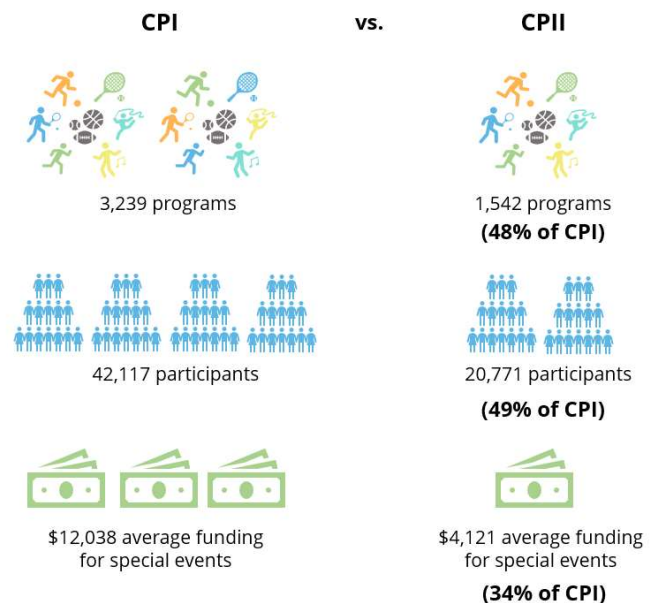 CPI vs. CPII
3,239 programs
1,542 programs
(48% of CPI)
42,117 participants
20,771 participants
(49% of CPI)
$12,038 average funding
for special events
$4,121 average funding
for special events
(34% of CPI)